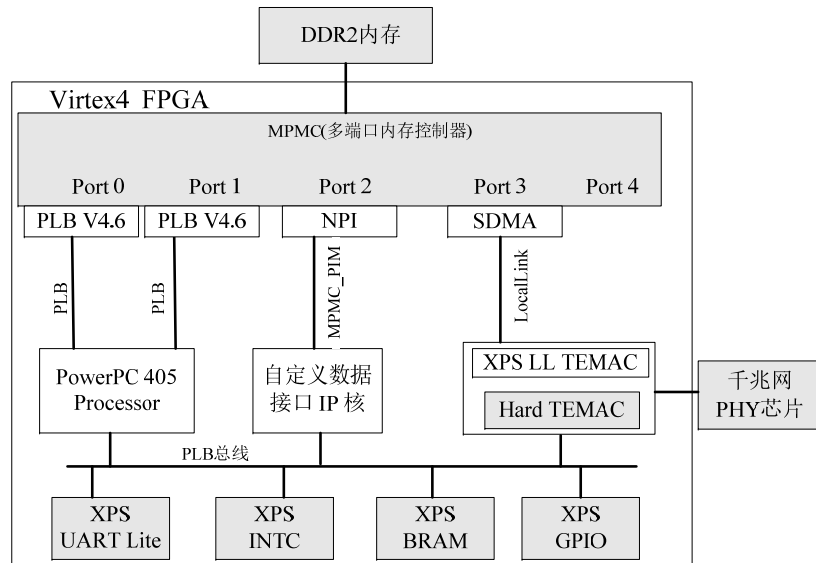 DDR2内存
Virtex4 FPGA
MPMC(多端口内存控制器)
Port 0
Port 1
Port 2
Port 3
Port 4
PLB V4.6
PLB V4.6
NPI
SDMA
PLB
PLB
MPMC_PIM
LocalLink
PowerPC 405
Processor
自定义数据
接口 IP 核
XPS LL TEMAC
Hard TEMAC
千兆网
PHY芯片
PLB总线
XPS
UART Lite
XPS
INTC
XPS
BRAM
XPS
GPIO